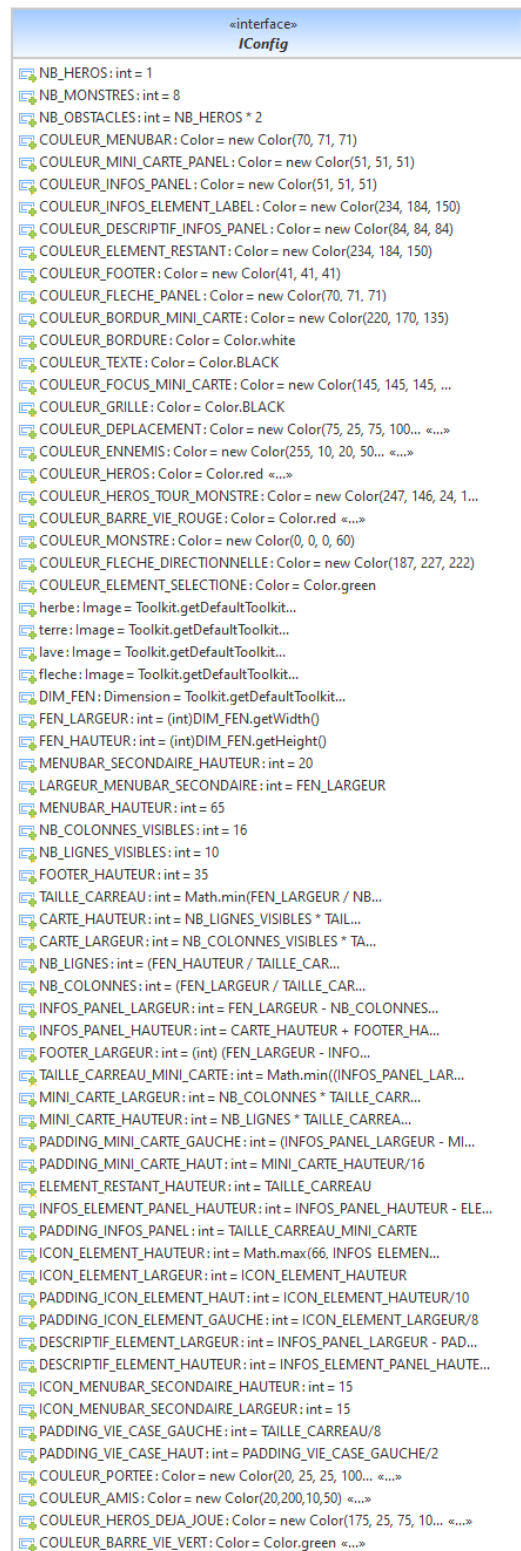 «interface»
IConfig
NB_HEROS : int = 1
NB_MONSTRES : int = 8
NB_OBSTACLES : int = NB_HEROS * 2
COULEUR_MENUBAR : Color = new Color(70, 71, 71)
COULEUR_MINI_CARTE_PANEL : Color = new Color(51, 51, 51)
COULEUR_INFOS_PANEL : Color = new Color(51, 51, 51)
COULEUR_INFOS_ELEMENT_LABEL : Color = new Color(234, 184, 150)
COULEUR_DESCRIPTIF_INFOS_PANEL : Color = new Color(84, 84, 84)
COULEUR_ELEMENT_RESTANT : Color = new Color(234, 184, 150)
COULEUR_FOOTER : Color = new Color(41, 41, 41)
COULEUR_FLECHE_PANEL : Color = new Color(70, 71, 71)
COULEUR_BORDUR_MINI_CARTE : Color = new Color(220, 170, 135)
COULEUR_BORDURE : Color = Color.white
COULEUR_TEXTE : Color = Color.BLACK
COULEUR_FOCUS_MINI_CARTE : Color = new Color(145, 145, 145, ...
COULEUR_GRILLE : Color = Color.BLACK
COULEUR_DEPLACEMENT : Color = new Color(75, 25, 75, 100... «...»
COULEUR_ENNEMIS : Color = new Color(255, 10, 20, 50... «...»
COULEUR_HEROS : Color = Color.red «...»
COULEUR_HEROS_TOUR_MONSTRE : Color = new Color(247, 146, 24, 1...
COULEUR_BARRE_VIE_ROUGE : Color = Color.red «...»
COULEUR_MONSTRE : Color = new Color(0, 0, 0, 60)
COULEUR_FLECHE_DIRECTIONNELLE : Color = new Color(187, 227, 222)
COULEUR_ELEMENT_SELECTIONE : Color = Color.green
herbe : Image = Toolkit.getDefaultToolkit...
terre : Image = Toolkit.getDefaultToolkit...
lave : Image = Toolkit.getDefaultToolkit...
fleche : Image = Toolkit.getDefaultToolkit...
DIM_FEN : Dimension = Toolkit.getDefaultToolkit...
FEN_LARGEUR : int = (int)DIM_FEN.getWidth()
FEN_HAUTEUR : int = (int)DIM_FEN.getHeight()
MENUBAR_SECONDAIRE_HAUTEUR : int = 20
LARGEUR_MENUBAR_SECONDAIRE : int = FEN_LARGEUR
MENUBAR_HAUTEUR : int = 65
NB_COLONNES_VISIBLES : int = 16
NB_LIGNES_VISIBLES : int = 10
FOOTER_HAUTEUR : int = 35
TAILLE_CARREAU : int = Math.min(FEN_LARGEUR / NB...
CARTE_HAUTEUR : int = NB_LIGNES_VISIBLES * TAIL...
CARTE_LARGEUR : int = NB_COLONNES_VISIBLES * TA...
NB_LIGNES : int = (FEN_HAUTEUR / TAILLE_CAR...
NB_COLONNES : int = (FEN_LARGEUR / TAILLE_CAR...
INFOS_PANEL_LARGEUR : int = FEN_LARGEUR - NB_COLONNES...
INFOS_PANEL_HAUTEUR : int = CARTE_HAUTEUR + FOOTER_HA...
FOOTER_LARGEUR : int = (int) (FEN_LARGEUR - INFO...
TAILLE_CARREAU_MINI_CARTE : int = Math.min((INFOS_PANEL_LAR...
MINI_CARTE_LARGEUR : int = NB_COLONNES * TAILLE_CARR...
MINI_CARTE_HAUTEUR : int = NB_LIGNES * TAILLE_CARREA...
PADDING_MINI_CARTE_GAUCHE : int = (INFOS_PANEL_LARGEUR - MI...
PADDING_MINI_CARTE_HAUT : int = MINI_CARTE_HAUTEUR/16
ELEMENT_RESTANT_HAUTEUR : int = TAILLE_CARREAU
INFOS_ELEMENT_PANEL_HAUTEUR : int = INFOS_PANEL_HAUTEUR - ELE...
PADDING_INFOS_PANEL : int = TAILLE_CARREAU_MINI_CARTE
ICON_ELEMENT_HAUTEUR : int = Math.max(66, INFOS_ELEMEN...
ICON_ELEMENT_LARGEUR : int = ICON_ELEMENT_HAUTEUR
PADDING_ICON_ELEMENT_HAUT : int = ICON_ELEMENT_HAUTEUR/10
PADDING_ICON_ELEMENT_GAUCHE : int = ICON_ELEMENT_LARGEUR/8
DESCRIPTIF_ELEMENT_LARGEUR : int = INFOS_PANEL_LARGEUR - PAD...
DESCRIPTIF_ELEMENT_HAUTEUR : int = INFOS_ELEMENT_PANEL_HAUTE...
ICON_MENUBAR_SECONDAIRE_HAUTEUR : int = 15
ICON_MENUBAR_SECONDAIRE_LARGEUR : int = 15
PADDING_VIE_CASE_GAUCHE : int = TAILLE_CARREAU/8
PADDING_VIE_CASE_HAUT : int = PADDING_VIE_CASE_GAUCHE/2
COULEUR_PORTEE : Color = new Color(20, 25, 25, 100... «...»
COULEUR_AMIS : Color = new Color(20,200,10,50) «...»
COULEUR_HEROS_DEJA_JOUE : Color = new Color(175, 25, 75, 10... «...»
COULEUR_BARRE_VIE_VERT : Color = Color.green «...»